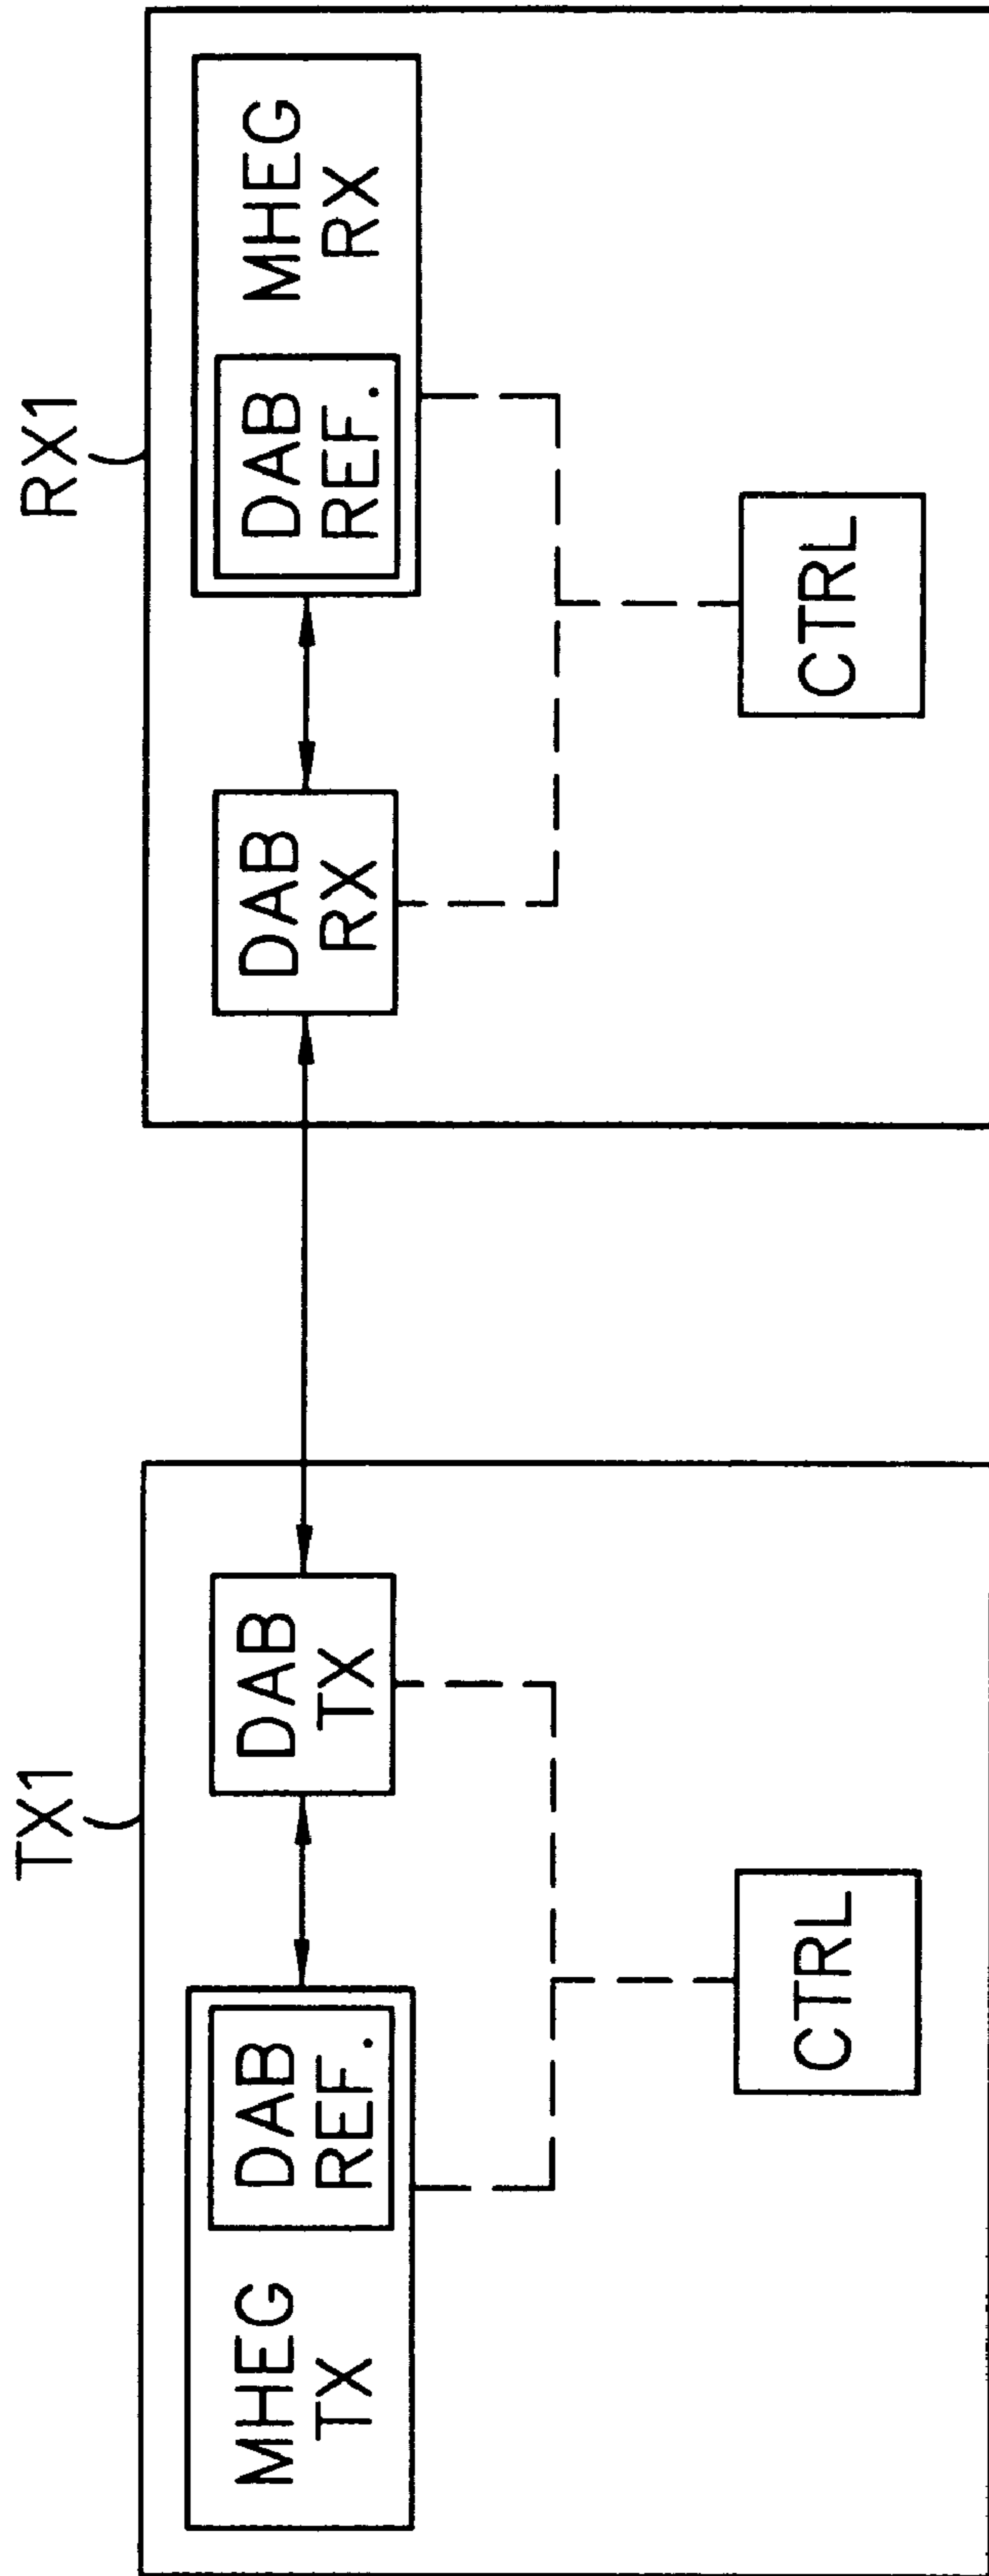 TX1
MHEG
TX
DAB
REF.
DAB
TX
CTRL
RX1
DAB
RX
DAB
REF.
MHEG
RX
CTRL